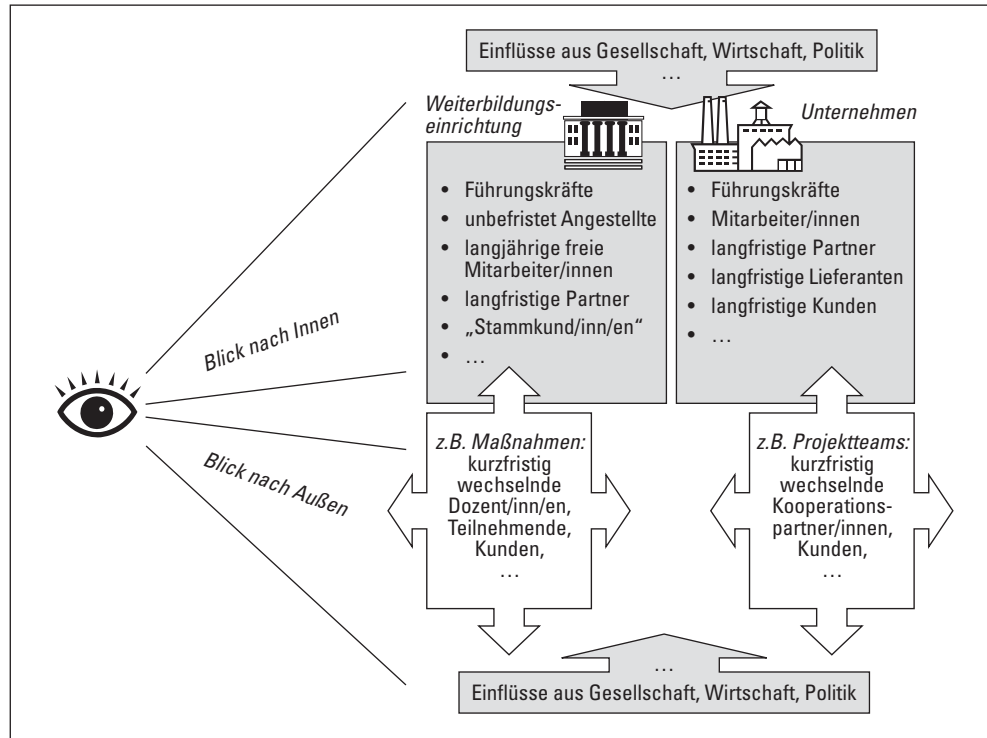 Einflüsse aus Gesellschaft, Wirtschaft, Politik
…
Weiterbildungs-
einrichtung
Unternehmen
• Führungskräfte
• unbefristet Angestellte
• langjährige freie
Mitarbeiter/innen
• langfristige Partner
• „Stammkund/inn/en“
• …
• Führungskräfte
• Mitarbeiter/innen
• langfristige Partner
• langfristige Lieferanten
• langfristige Kunden
• …
Blick nach Innen
Blick nach Außen
z.B. Maßnahmen:
kurzfristig
wechselnde
Dozent/inn/en,
Teilnehmende,
Kunden,
…
z.B. Projektteams:
kurzfristig
wechselnde
Kooperations-
partner/innen,
Kunden,
…
…
Einflüsse aus Gesellschaft, Wirtschaft, Politik